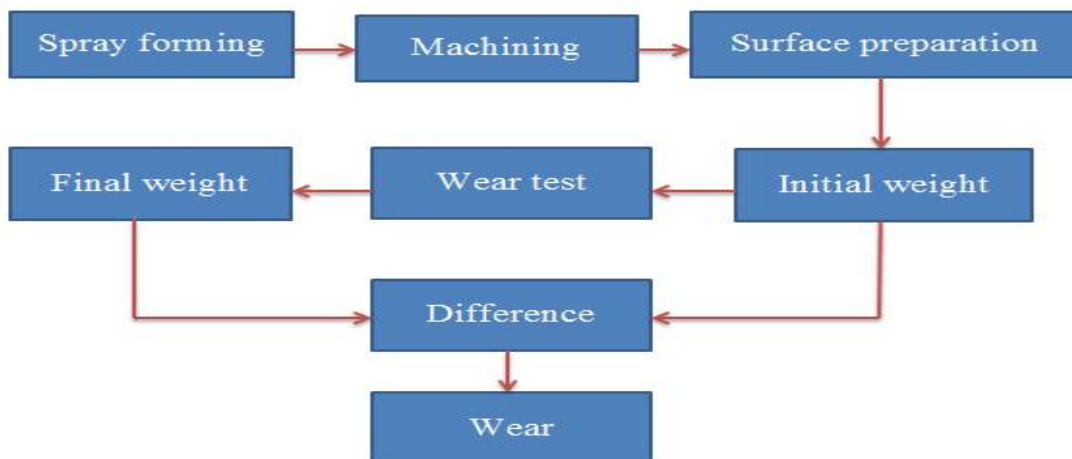 Spray forming
Machining
Surface preparation
Final weight
Wear test
Initial weight
Difference
Wear